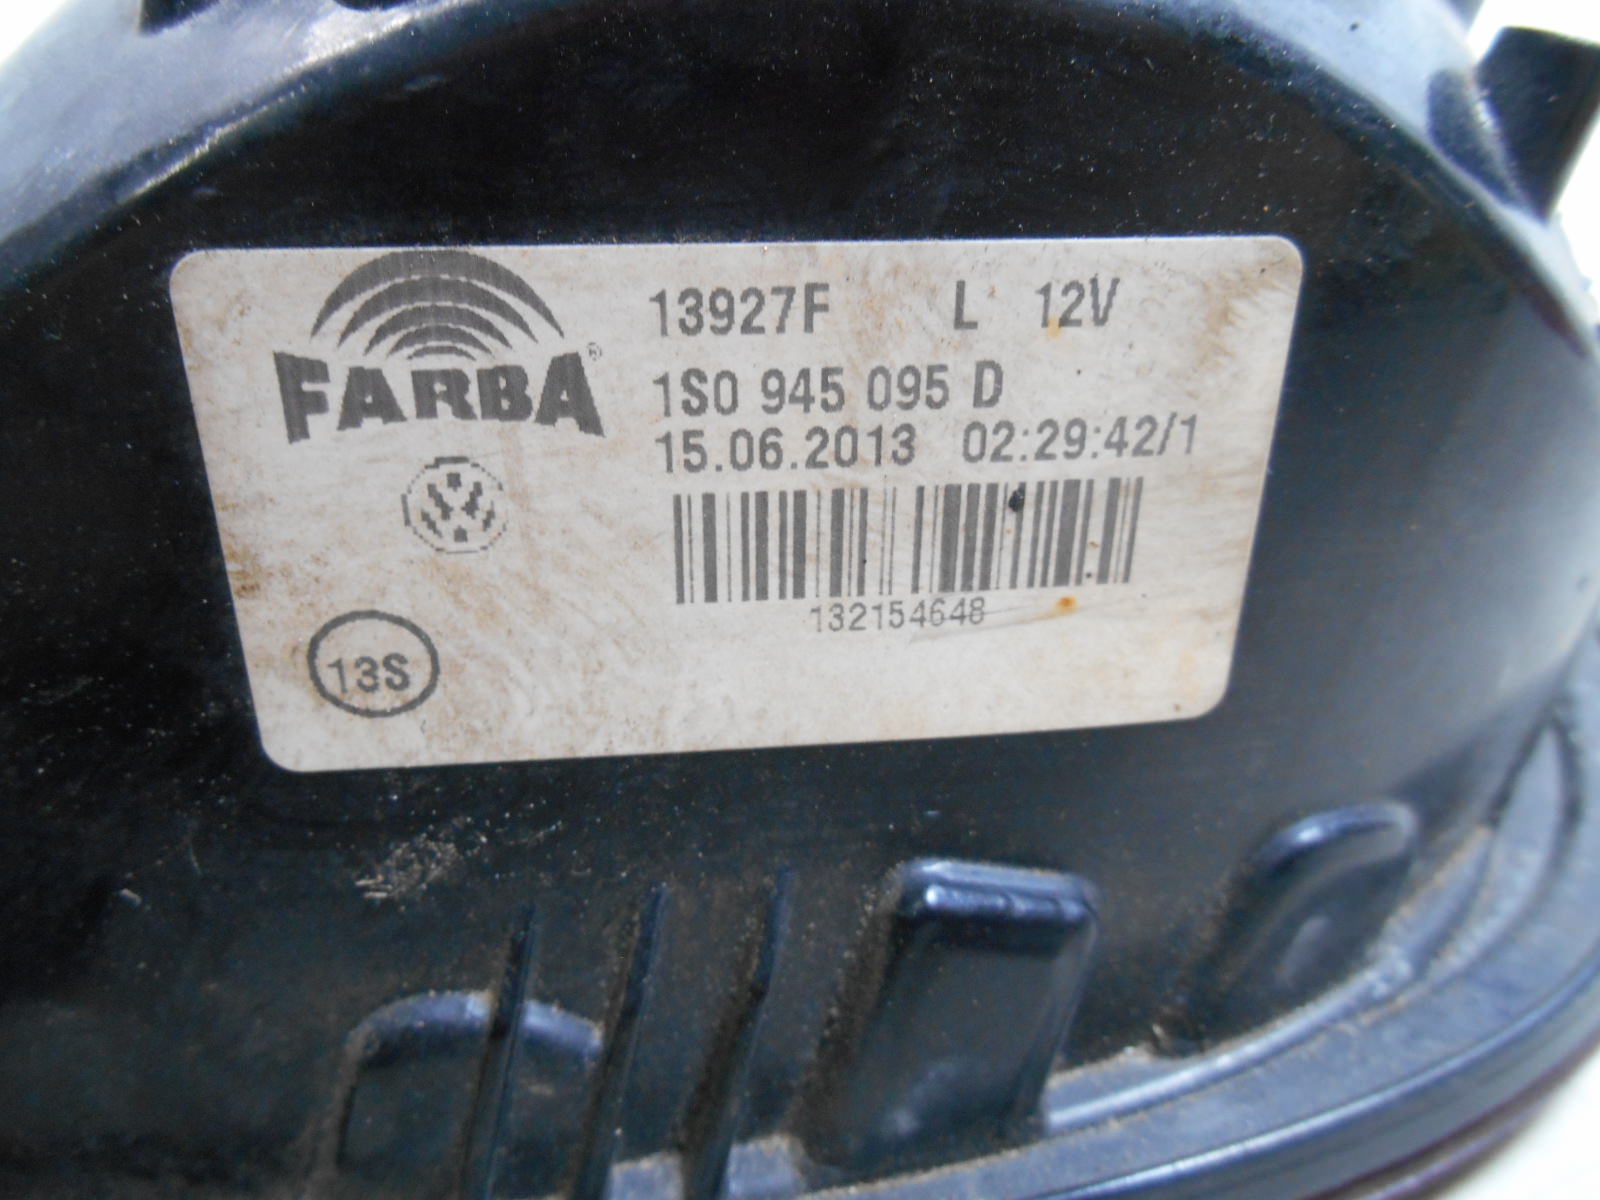 FARBA®
13927F L 12V
1S0 945 095 D
15.06.2013 02:29:42/1
132154648
13S